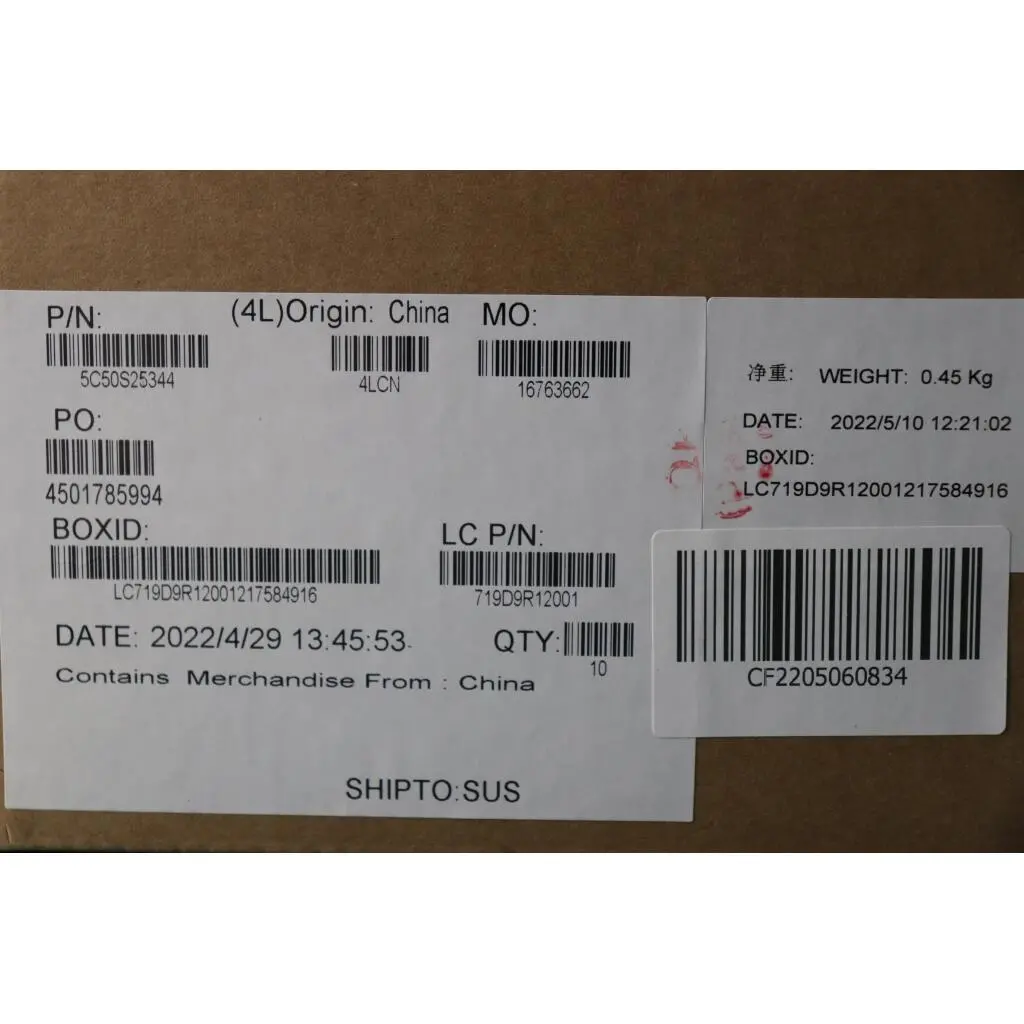 P/N: (4L)Origin: China MO:
5C50S25344 4LCN 16763662
PO:
4501785994
BOXID: LC P/N:
LC719D9R12001217584916 719D9R12001
DATE: 2022/4/29 13:45:53 QTY:
10
Contains Merchandise From : China
SHIPTO:SUS
净重: WEIGHT: 0.45 Kg
DATE: 2022/5/10 12:21:02
BOXID:
LC719D9R12001217584916
CF2205060834